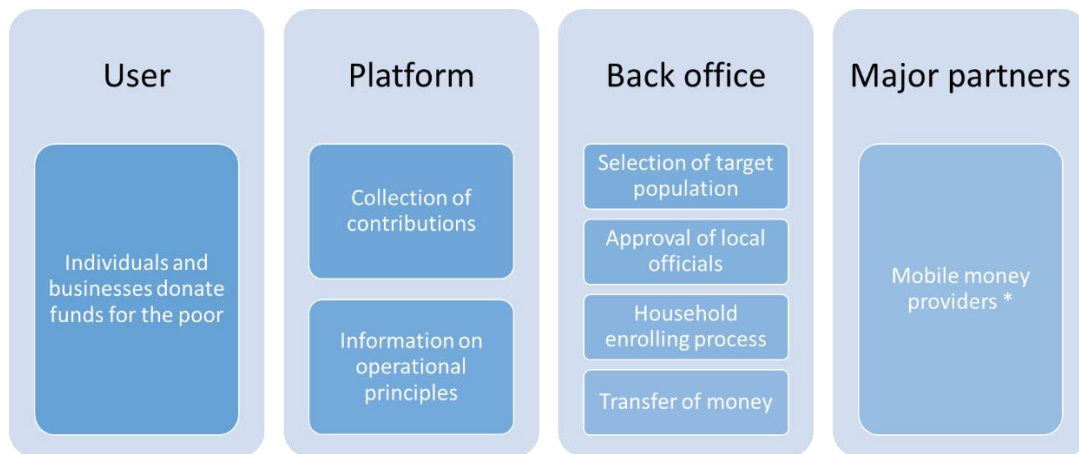 User
Individuals and
businesses donate
funds for the poor
Platform
Collection of
contributions
Information on
operational
principles
Back office
Selection of target
population
Approval of local
officials
Household
enrolling process
Transfer of money
Major partners
Mobile money
providers *